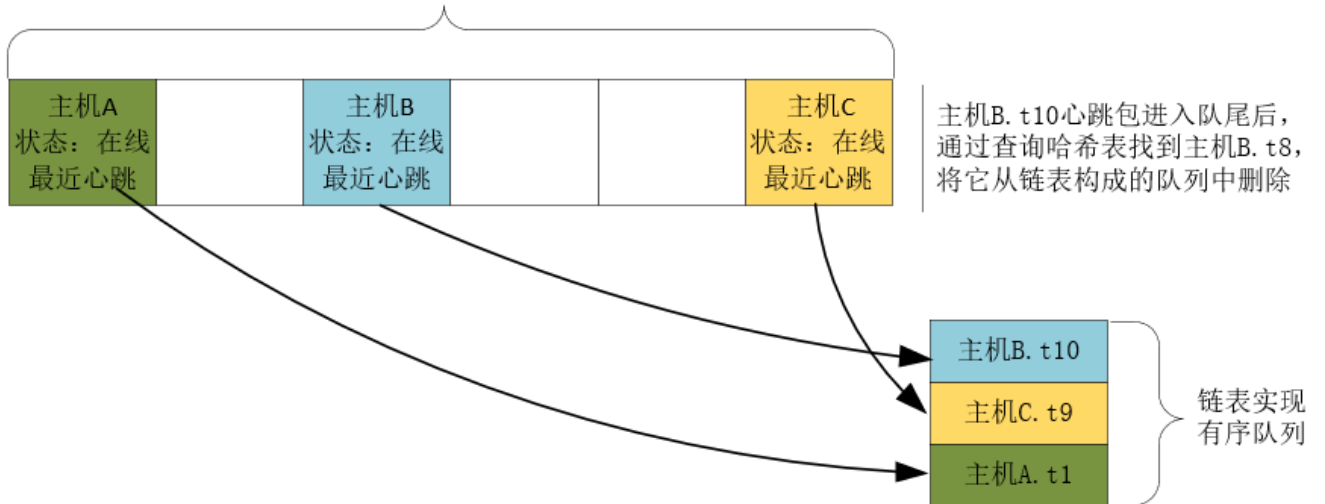 主机A
状态：在线
最近心跳
主机B
状态：在线
最近心跳
主机C
状态：在线
最近心跳
主机B.t10心跳包进入队尾后，
通过查询哈希表找到主机B.t8，
将它从链表构成的队列中删除
主机B.t10
主机C.t9
主机A.t1
链表实现
有序队列